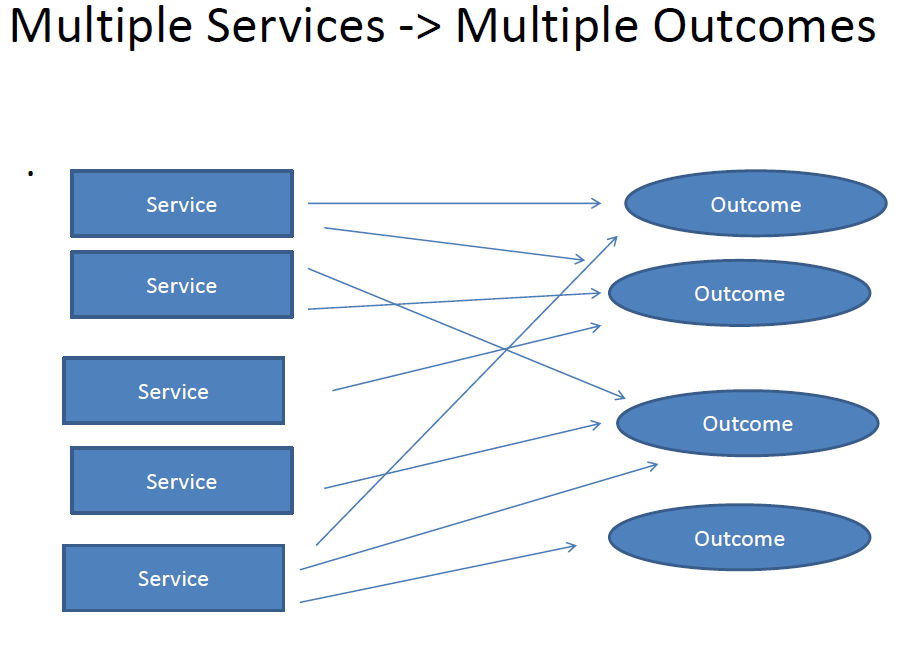 Multiple Services -> Multiple Outcomes
.
Service
Outcome
Service
Outcome
Service
Outcome
Service
Outcome
Service